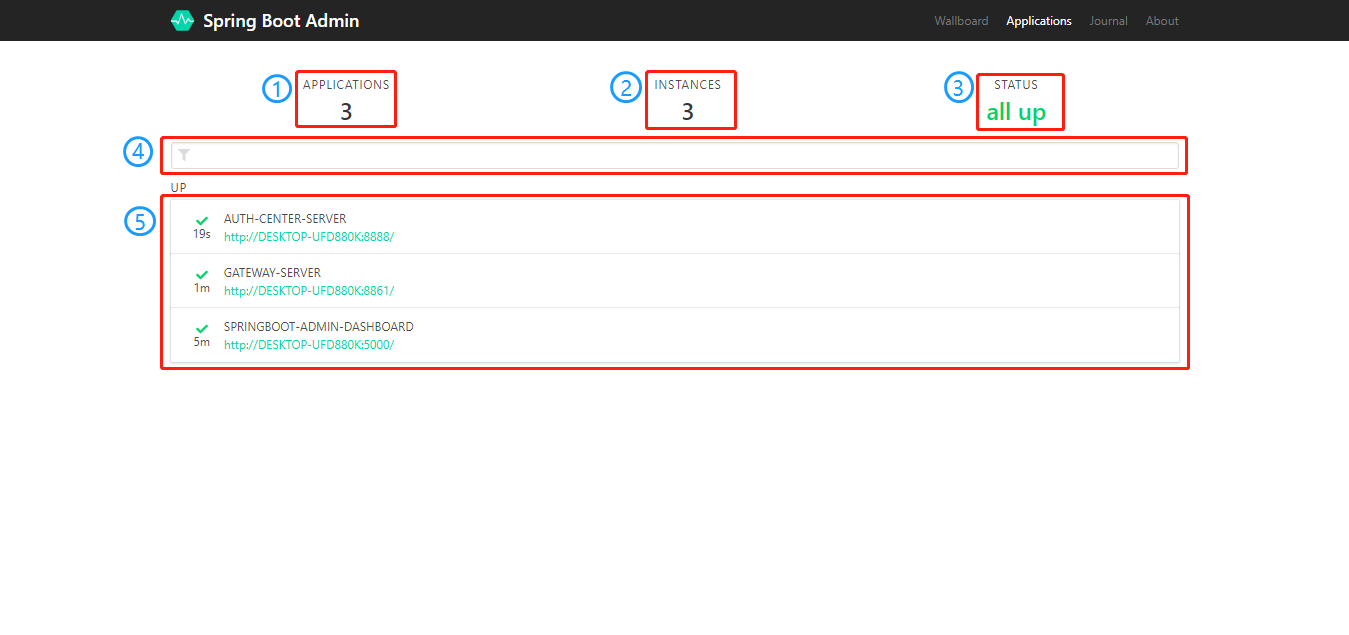 Spring Boot Admin
Wallboard Applications Journal About
① APPLICATIONS ② INSTANCES ③ STATUS
3 3 all up
④
UP
⑤
AUTH-CENTER-SERVER
19s http://DESKTOP-UFD880K:8888/
GATEWAY-SERVER
1m http://DESKTOP-UFD880K:8861/
SPRINGBOOT-ADMIN-DASHBOARD
5m http://DESKTOP-UFD880K:5000/